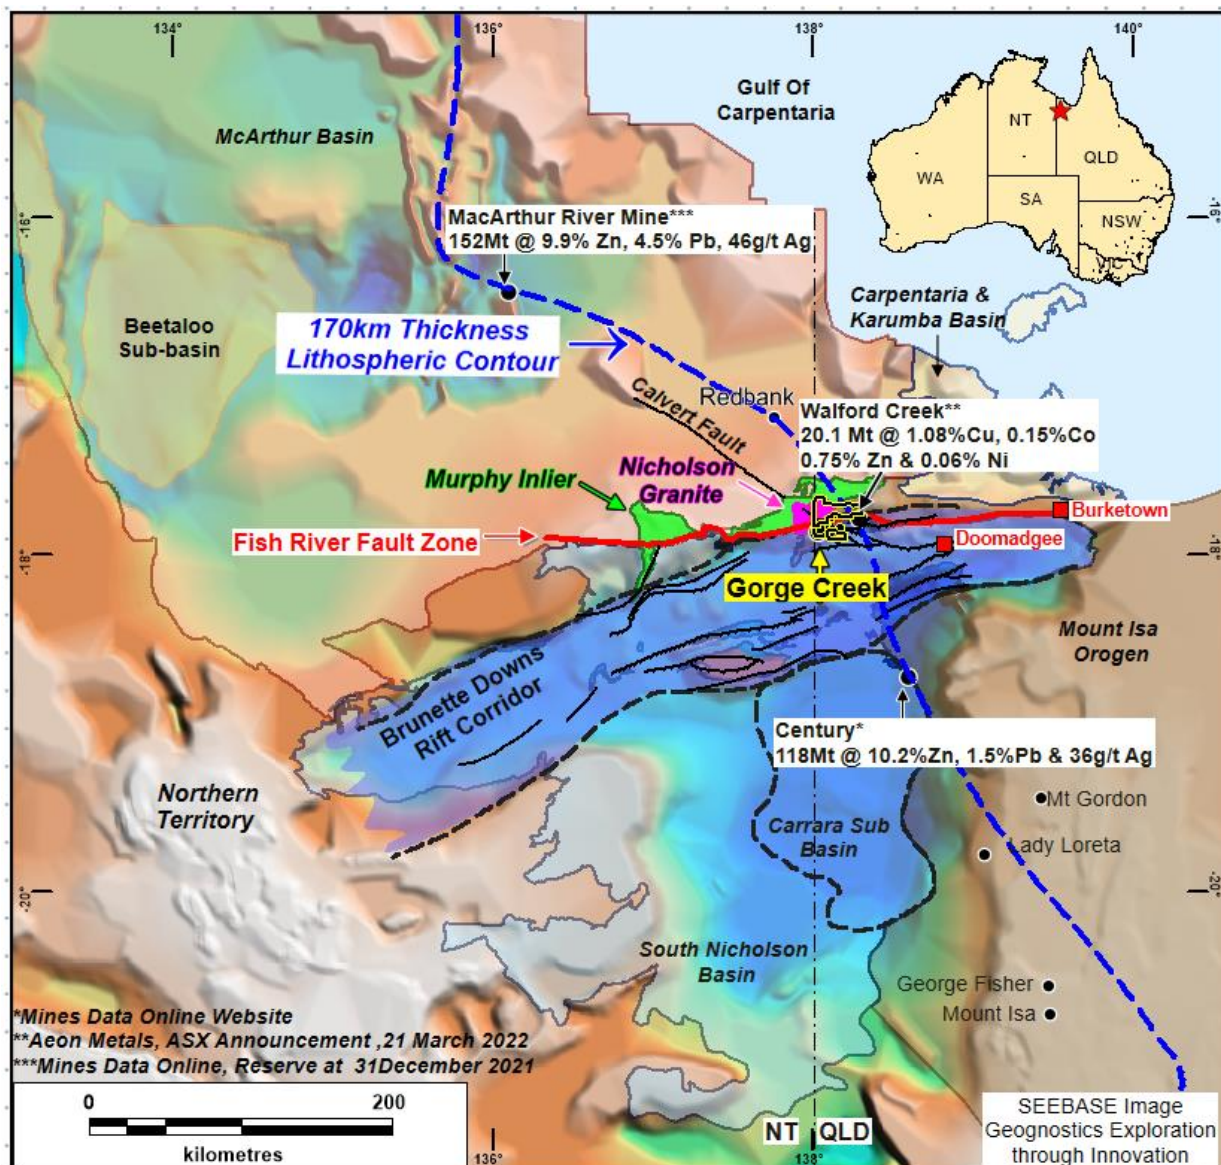 134°
136°
138°
140°
Gulf Of
Carpentaria
McArthur Basin
NT
QLD
WA
SA
NSW
VIC
-16°
-16°
MacArthur River Mine***
152Mt @ 9.9% Zn, 4.5% Pb, 46g/t Ag
Carpentaria &
Karumba Basin
Beetaloo
Sub-basin
170km Thickness
Lithospheric Contour
Redbank
Calvert Fault
Walford Creek**
20.1 Mt @ 1.08%Cu, 0.15%Co
0.75% Zn & 0.06% Ni
Murphy Inlier
Nicholson
Granite
Burketown
Fish River Fault Zone
Doomadgee
-18°
-18°
Gorge Creek
Mount Isa
Orogen
Brunette Downs
Rift Corridor
Century*
118Mt @ 10.2%Zn, 1.5%Pb & 36g/t Ag
Northern
Territory
Mt Gordon
Carrara Sub
Basin
Lady Loreta
-20°
-20°
South Nicholson
Basin
George Fisher
Mount Isa
*Mines Data Online Website
**Aeon Metals, ASX Announcement ,21 March 2022
***Mines Data Online, Reserve at 31December 2021
0
200
kilometres
NT
QLD
136°
138°
SEEBASE Image
Geognostics Exploration
through Innovation